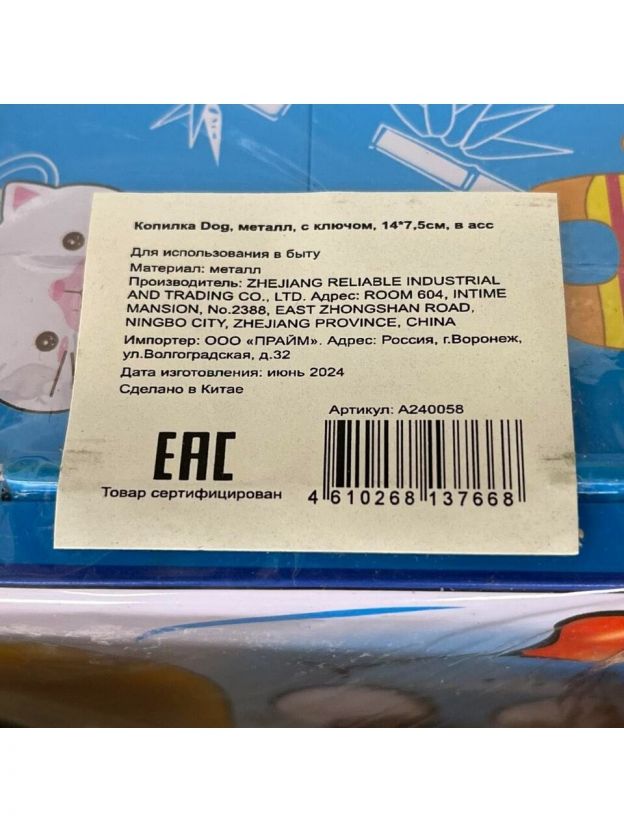 Копилка Dog, металл, с ключом, 14*7,5см, в асс
Для использования в быту
Материал: металл
Производитель: ZHEJIANG RELIABLE INDUSTRIAL
AND TRADING CO., LTD. Адрес: ROOM 604, INTIME
MANSION, No.2388, EAST ZHONGSHAN ROAD,
NINGBO CITY, ZHEJIANG PROVINCE, CHINA
Импортер: ООО «ПРАЙМ». Адрес: Россия, г.Воронеж,
ул.Волгоградская, д.32
Дата изготовления: июнь 2024
Сделано в Китае
Артикул: А240058
EAC
Товар сертифицирован
4 610268 137668